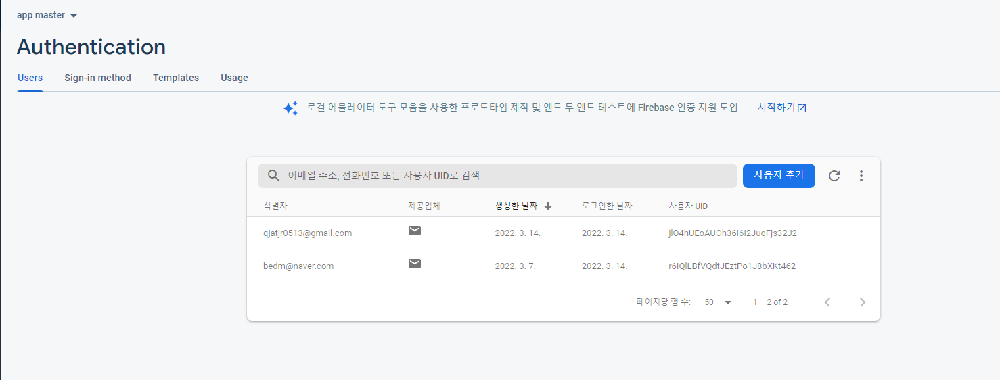 app master
Authentication
Users Sign-in method Templates Usage
로컬 에뮬레이터 도구 모음을 사용한 프로토타입 제작 및 엔드 투 엔드 테스트에 Firebase 인증 지원 도입 시작하기
이메일 주소, 전화번호 또는 사용자 UID로 검색 사용자 추가
식별자 제공업체 생성한 날짜 로그인한 날짜 사용자 UID
qjatjr0513@gmail.com 2022. 3. 14. 2022. 3. 14. jlO4hUEoAUOh36I6I2JuqFjs32J2
bedm@naver.com 2022. 3. 7. 2022. 3. 14. r6IQlLBfVQdtJEztPo1J8bXKt462
페이지당 행 수: 50 1 – 2 of 2